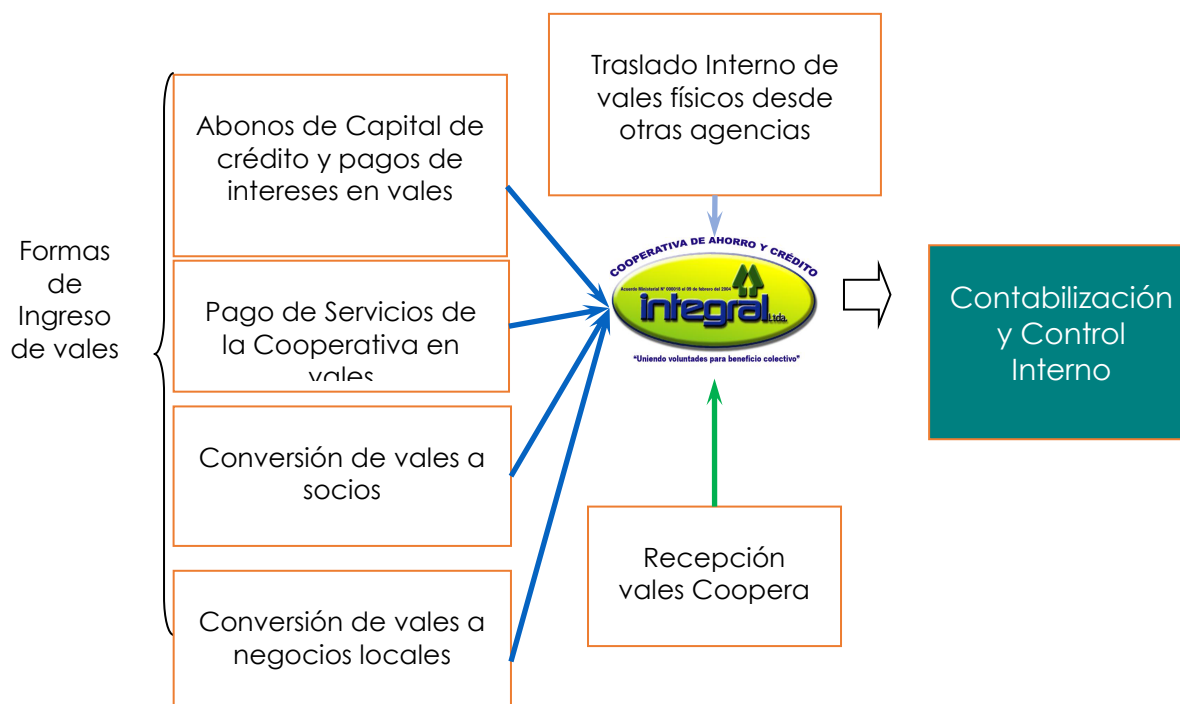 Formas
de
Ingreso
de vales
Abonos de Capital de
crédito y pagos de
intereses en vales
Pago de Servicios de
la Cooperativa en
vales
Conversión de vales a
socios
Conversión de vales a
negocios locales
Traslado Interno de
vales físicos desde
otras agencias
COOPERATIVA DE AHORRO Y CRÉDITO
integral
Ltda.
"Uniendo voluntades para beneficio colectivo"
Recepción
vales Coopera
Contabilización
y Control
Interno